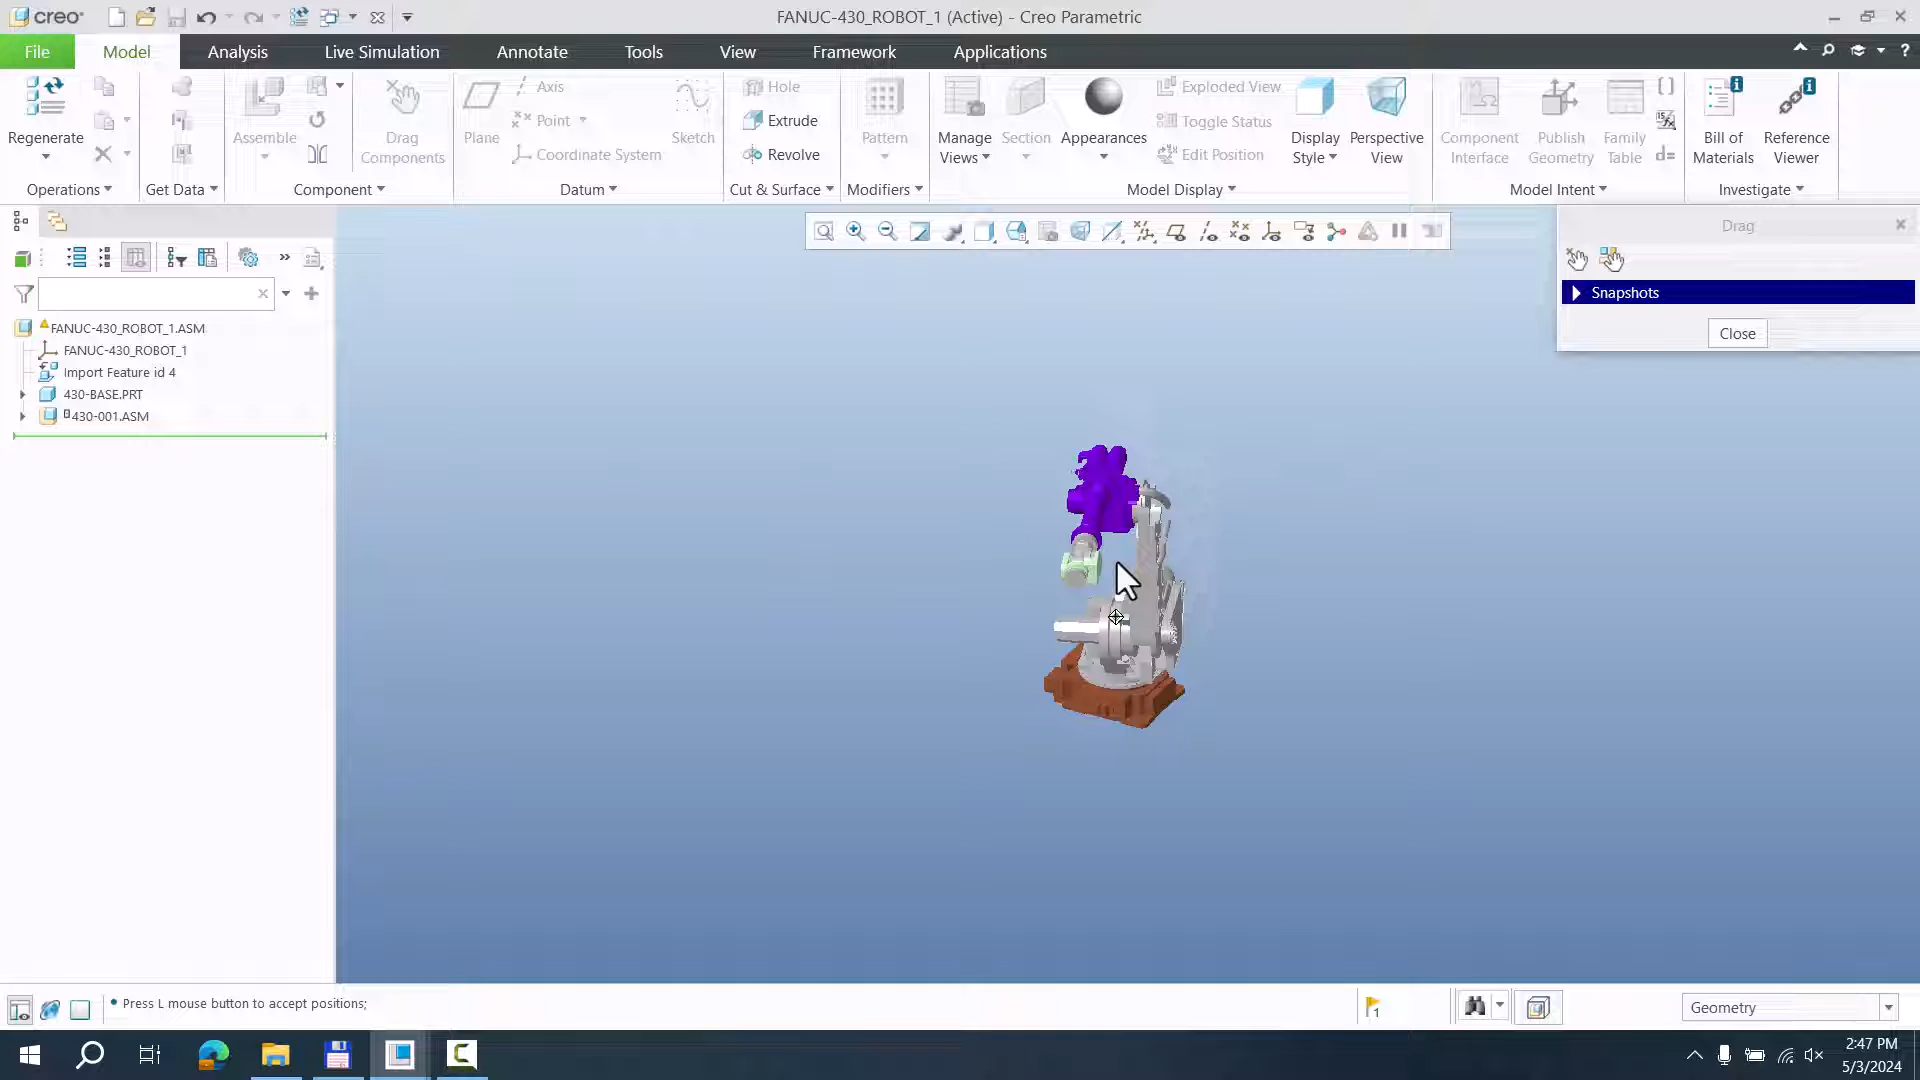 creo
FANUC-430_ROBOT_1 (Active) - Creo Parametric
File
Model
Analysis
Live Simulation
Annotate
Tools
View
Framework
Applications
Regenerate
Operations
Get Data
Assemble
Drag Components
Component
Plane
Axis
Point
Coordinate System
Sketch
Datum
Hole
Extrude
Revolve
Cut & Surface
Pattern
Modifiers
Manage Views
Section
Appearances
Exploded View
Toggle Status
Edit Position
Display Style
Perspective View
Model Display
Component Interface
Publish Geometry
Family Table
Model Intent
Bill of Materials
Reference Viewer
Investigate
FANUC-430_ROBOT_1.ASM
FANUC-430_ROBOT_1
Import Feature id 4
430-BASE.PRT
430-001.ASM
Drag
Snapshots
Close
Press L mouse button to accept positions;
1
Geometry
2:47 PM
5/3/2024